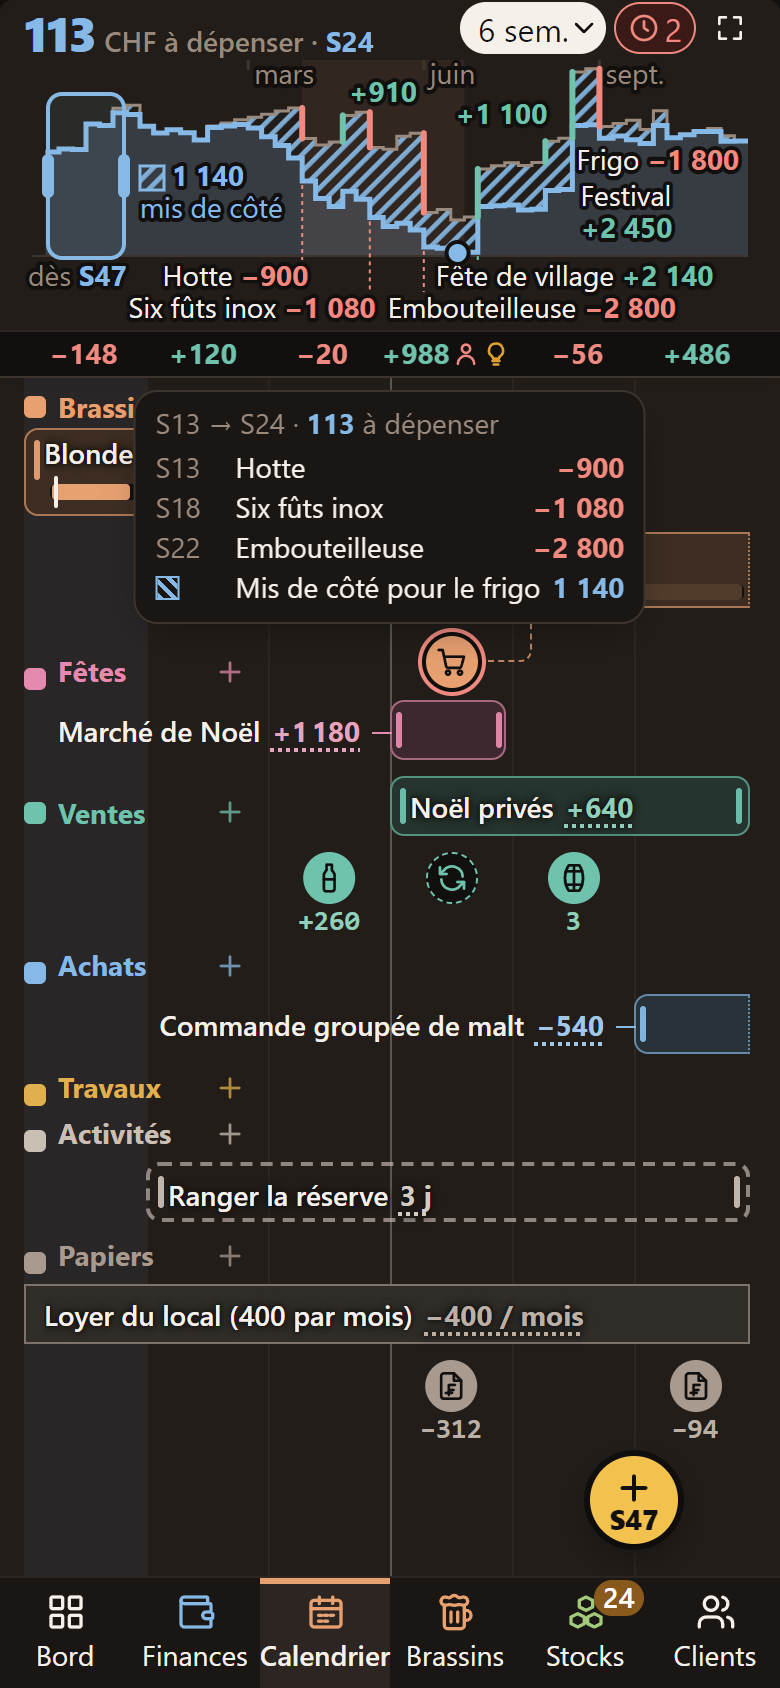 113 CHF à dépenser · S24
6 sem.
2
mars
juin
sept.
+910
+1 100
1 140
mis de côté
Frigo −1 800
Festival
+2 450
dès S47
Hotte −900
Fête de village +2 140
Six fûts inox −1 080
Embouteilleuse −2 800
−148
+120
−20
+988
−56
+486
Brassi
S13 → S24 · 113 à dépenser
Blonde
S13 Hotte −900
S18 Six fûts inox −1 080
S22 Embouteilleuse −2 800
Mis de côté pour le frigo 1 140
Fêtes +
Marché de Noël +1 180
Ventes +
Noël privés +640
+260
3
Achats +
Commande groupée de malt −540
Travaux +
Activités +
Ranger la réserve 3 j
Papiers +
Loyer du local (400 par mois) −400 / mois
−312
−94
+
S47
24
Bord
Finances
Calendrier
Brassins
Stocks
Clients